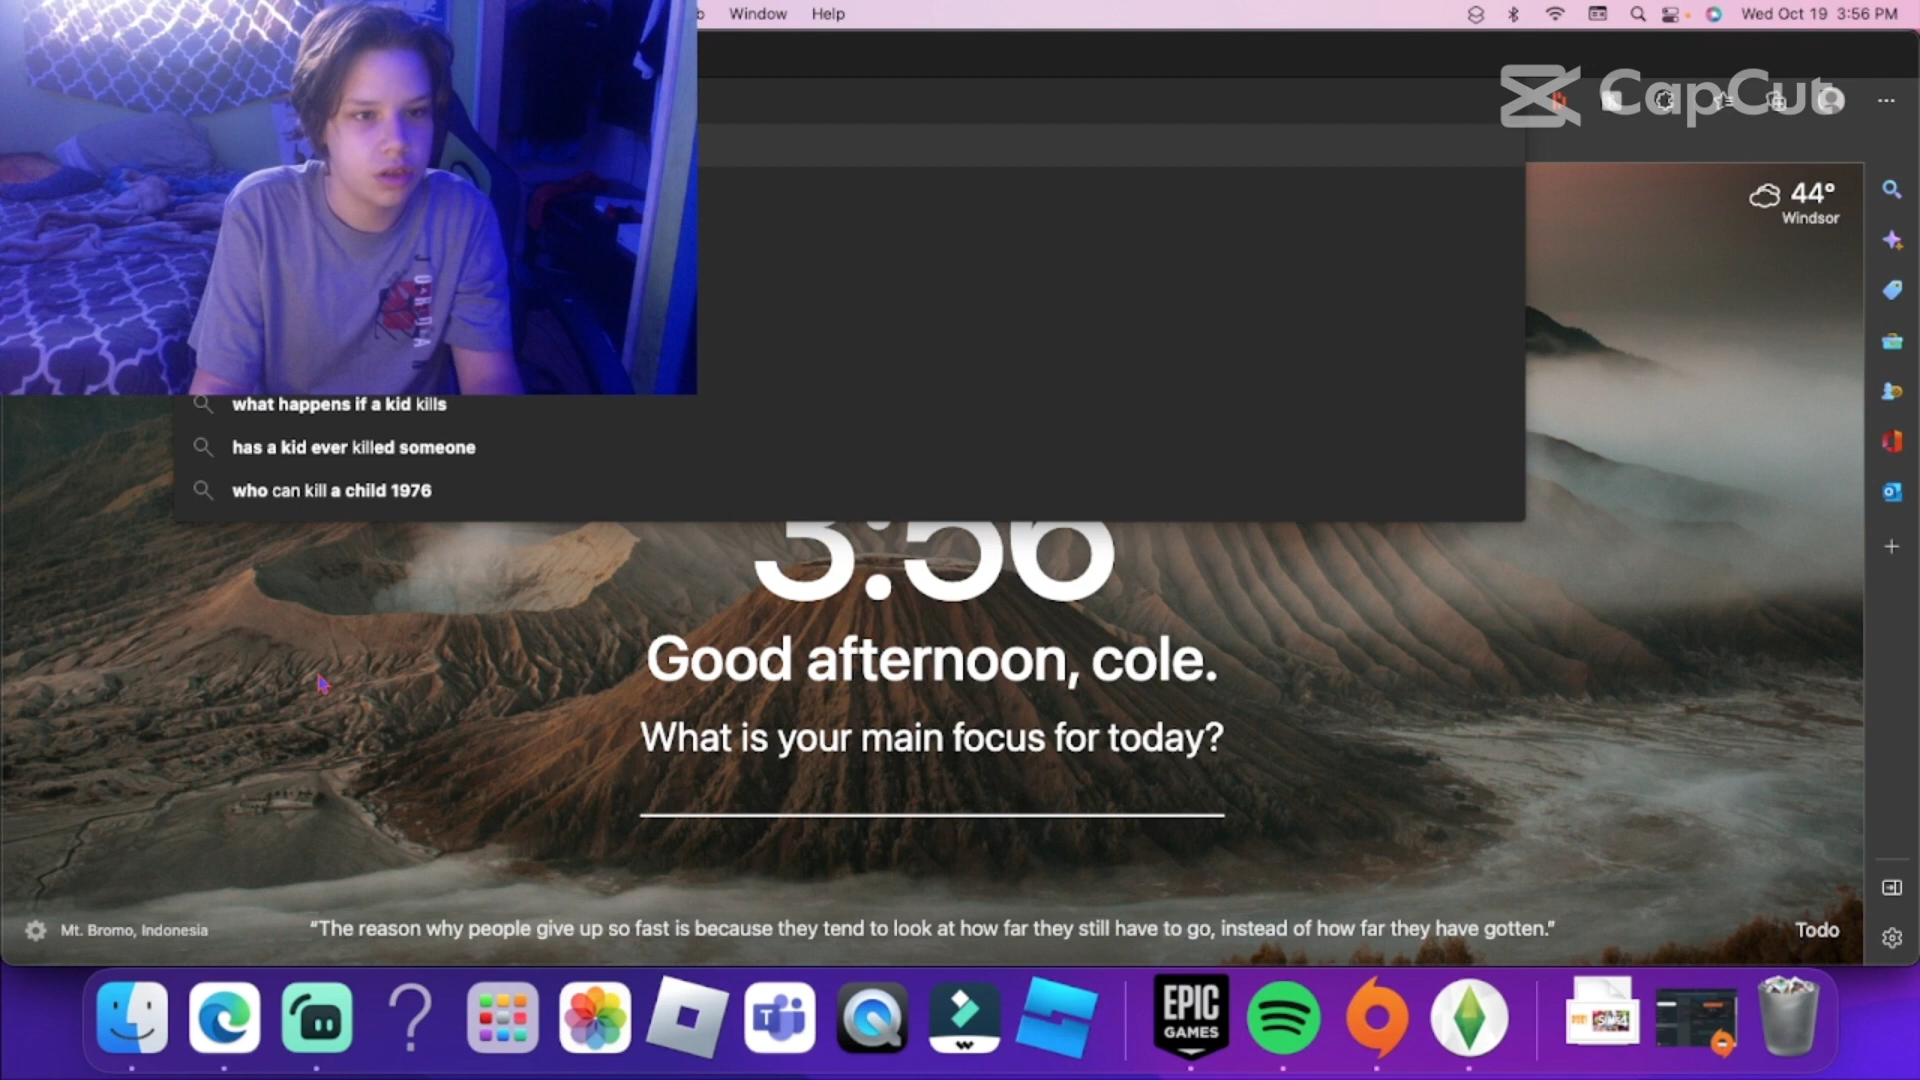 Window Help
Wed Oct 19 3:56 PM
CapCut
44°
Windsor
JORDAN
what happens if a kid kills
has a kid ever killed someone
who can kill a child 1976
3:56
Good afternoon, cole.
What is your main focus for today?
Mt. Bromo, Indonesia
“The reason why people give up so fast is because they tend to look at how far they still have to go, instead of how far they have gotten.”
Todo
EPIC
GAMES